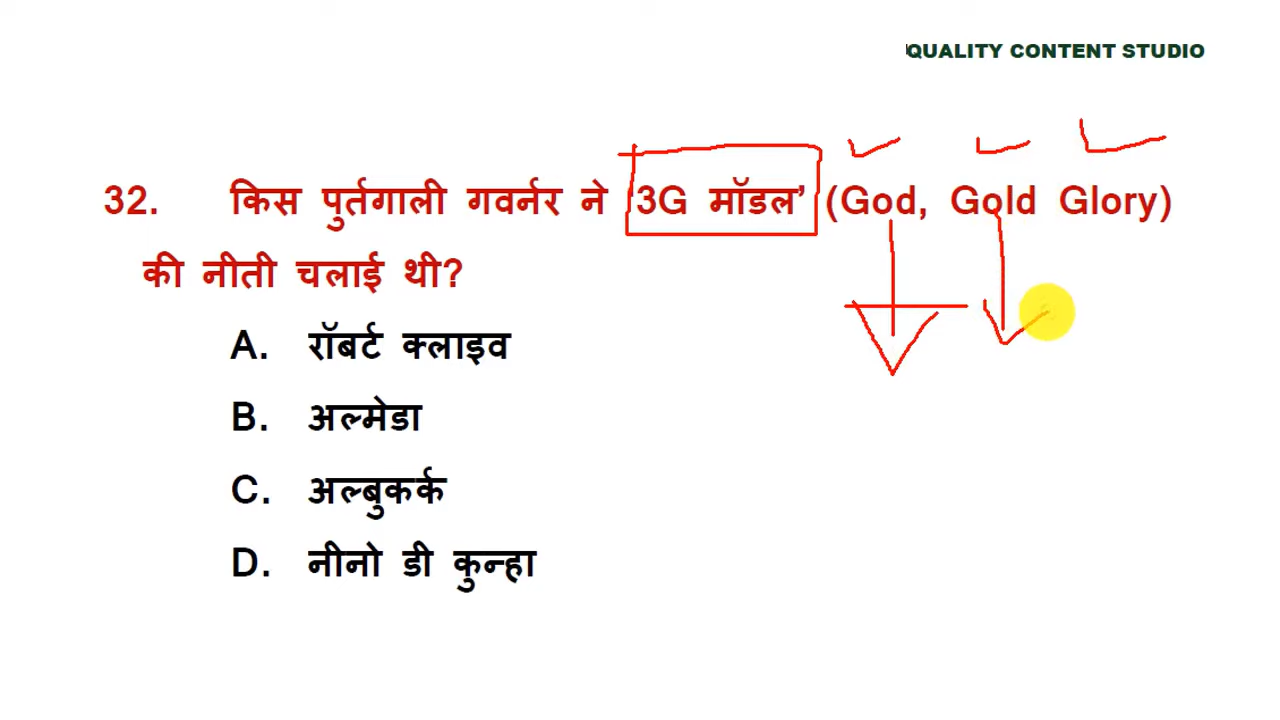 QUALITY CONTENT STUDIO
32. किस पुर्तगाली गवर्नर ने '3G मॉडल' (God, Gold Glory)
की नीती चलाई थी?
A. रॉबर्ट क्लाइव
B. अल्मेडा
C. अल्बुकर्क
D. नीनो डी कुन्हा